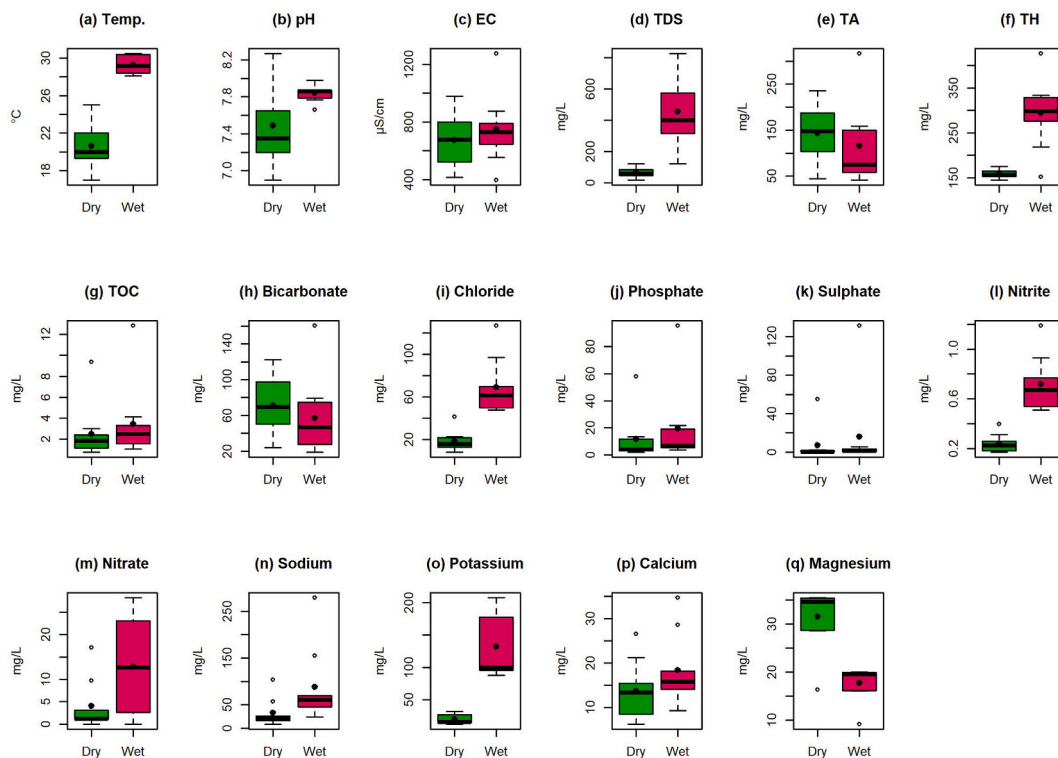 (a) Temp.
°C
30
26
22
18
Dry Wet
(b) pH
8.2
7.8
7.4
7.0
Dry Wet
(c) EC
µS/cm
1200
800
400
Dry Wet
(d) TDS
mg/L
600
200
0
Dry Wet
(e) TA
mg/L
250
150
50
Dry Wet
(f) TH
mg/L
350
250
150
Dry Wet
(g) TOC
mg/L
12
8
6
2
Dry Wet
(h) Bicarbonate
mg/L
140
100
60
20
Dry Wet
(i) Chloride
mg/L
100
60
20
Dry Wet
(j) Phosphate
mg/L
80
60
40
20
0
Dry Wet
(k) Sulphate
mg/L
120
80
40
0
Dry Wet
(l) Nitrite
mg/L
1.0
0.6
0.2
Dry Wet
(m) Nitrate
mg/L
20
10
5
0
Dry Wet
(n) Sodium
mg/L
250
150
50
0
Dry Wet
(o) Potassium
mg/L
200
100
50
Dry Wet
(p) Calcium
mg/L
30
20
10
Dry Wet
(q) Magnesium
mg/L
30
20
10
Dry Wet